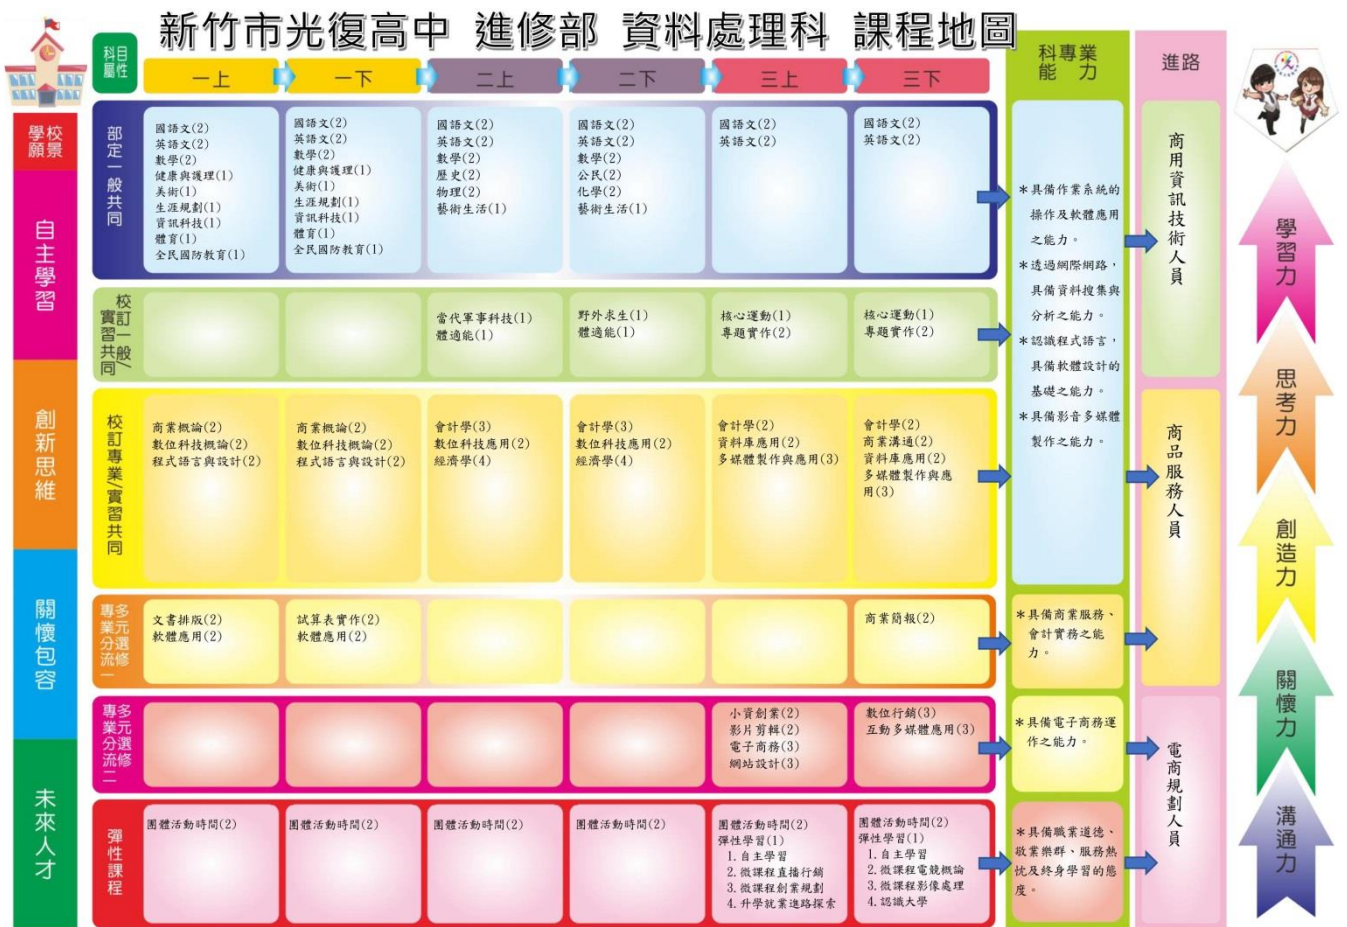 新竹市光復高中 進修部 資料處理科 課程地圖
科目
屬性
一上
一下
二上
二下
三上
三下
科專業
能 力
進路
學校
願景
自主學習
創新思維
關懷包容
未來人才
部定一般共同
國語文(2)
英語文(2)
數學(2)
健康與護理(1)
美術(1)
生涯規劃(1)
資訊科技(1)
體育(1)
全民國防教育(1)
國語文(2)
英語文(2)
數學(2)
健康與護理(1)
美術(1)
生涯規劃(1)
資訊科技(1)
體育(1)
全民國防教育(1)
國語文(2)
英語文(2)
數學(2)
歷史(2)
物理(2)
藝術生活(1)
國語文(2)
英語文(2)
數學(2)
公民(2)
化學(2)
藝術生活(1)
國語文(2)
英語文(2)
國語文(2)
英語文(2)
校訂一般/
實習共同
當代軍事科技(1)
體適能(1)
野外求生(1)
體適能(1)
核心運動(1)
專題實作(2)
核心運動(1)
專題實作(2)
校訂專業/實習共同
商業概論(2)
數位科技概論(2)
程式語言與設計(2)
商業概論(2)
數位科技概論(2)
程式語言與設計(2)
會計學(3)
數位科技應用(2)
經濟學(4)
會計學(3)
數位科技應用(2)
經濟學(4)
會計學(2)
資料庫應用(2)
多媒體製作與應用(3)
會計學(2)
商業溝通(2)
資料庫應用(2)
多媒體製作與應
用(3)
多元選修
專業分流一
文書排版(2)
軟體應用(2)
試算表實作(2)
軟體應用(2)
商業簡報(2)
多元選修
專業分流二
小資創業(2)
影片剪輯(2)
電子商務(3)
網站設計(3)
數位行銷(3)
互動多媒體應用(3)
彈性課程
團體活動時間(2)
團體活動時間(2)
團體活動時間(2)
團體活動時間(2)
團體活動時間(2)
彈性學習(1)
1.自主學習
2.微課程直播行銷
3.微課程創業規劃
4.升學就業進路探索
團體活動時間(2)
彈性學習(1)
1.自主學習
2.微課程電競概論
3.微課程影像處理
4.認識大學
*具備作業系統的
操作及軟體應用
之能力。
*透過網際網路，
具備資料搜集與
分析之能力。
*認識程式語言，
具備軟體設計的
基礎之能力。
*具備影音多媒體
製作之能力。
*具備商業服務、
會計實務之能
力。
*具備電子商務運
作之能力。
*具備職業道德、
敬業樂群、服務熱
忱及終身學習的態
度。
商用資訊技術人員
商品服務人員
電商規劃人員
學習力
思考力
創造力
關懷力
溝通力